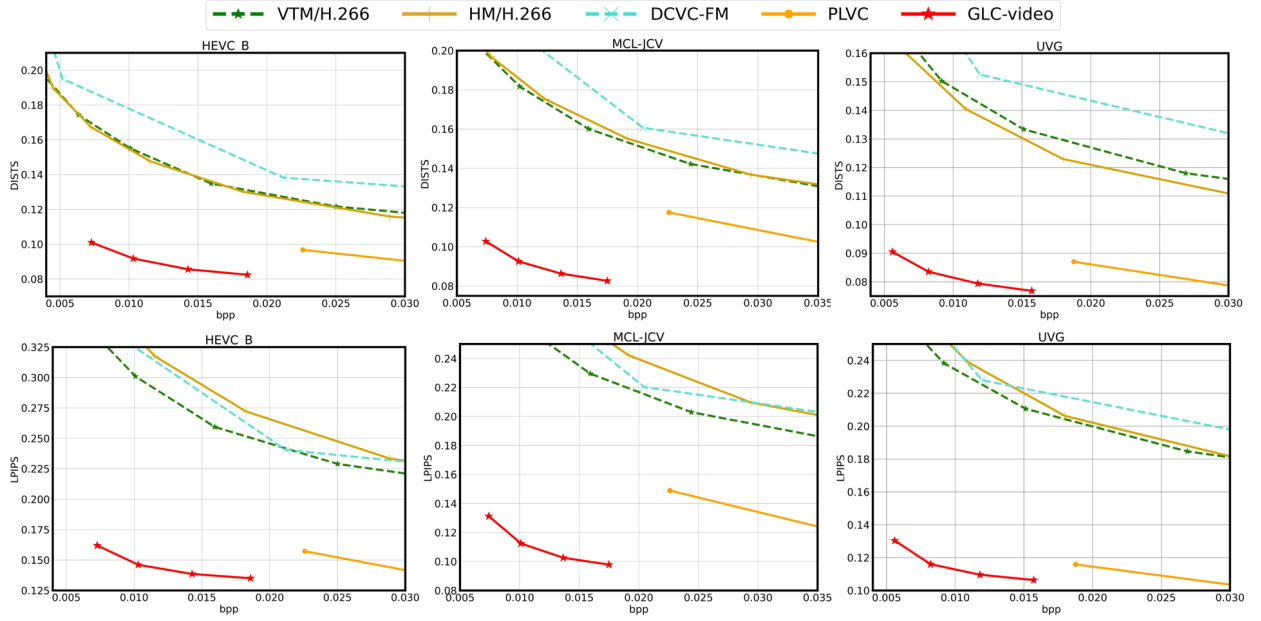 VTM/H.266 HM/H.266 DCVC-FM PLVC GLC-video
HEVC_B
0.20
0.18
0.16
0.14
0.12
0.10
0.08
DISTS
0.005 0.010 0.015 0.020 0.025 0.030
bpp
MCL-JCV
0.20
0.18
0.16
0.14
0.12
0.10
0.08
DISTS
0.005 0.010 0.015 0.020 0.025 0.030 0.035
bpp
UVG
0.16
0.15
0.14
0.13
0.12
0.11
0.10
0.09
0.08
DISTS
0.005 0.010 0.015 0.020 0.025 0.030
bpp
HEVC_B
0.325
0.300
0.275
0.250
0.225
0.200
0.175
0.150
0.125
LPIPS
0.005 0.010 0.015 0.020 0.025 0.030
bpp
MCL-JCV
0.24
0.22
0.20
0.18
0.16
0.14
0.12
0.10
0.08
LPIPS
0.005 0.010 0.015 0.020 0.025 0.030 0.035
bpp
UVG
0.24
0.22
0.20
0.18
0.16
0.14
0.12
0.10
LPIPS
0.005 0.010 0.015 0.020 0.025 0.030
bpp